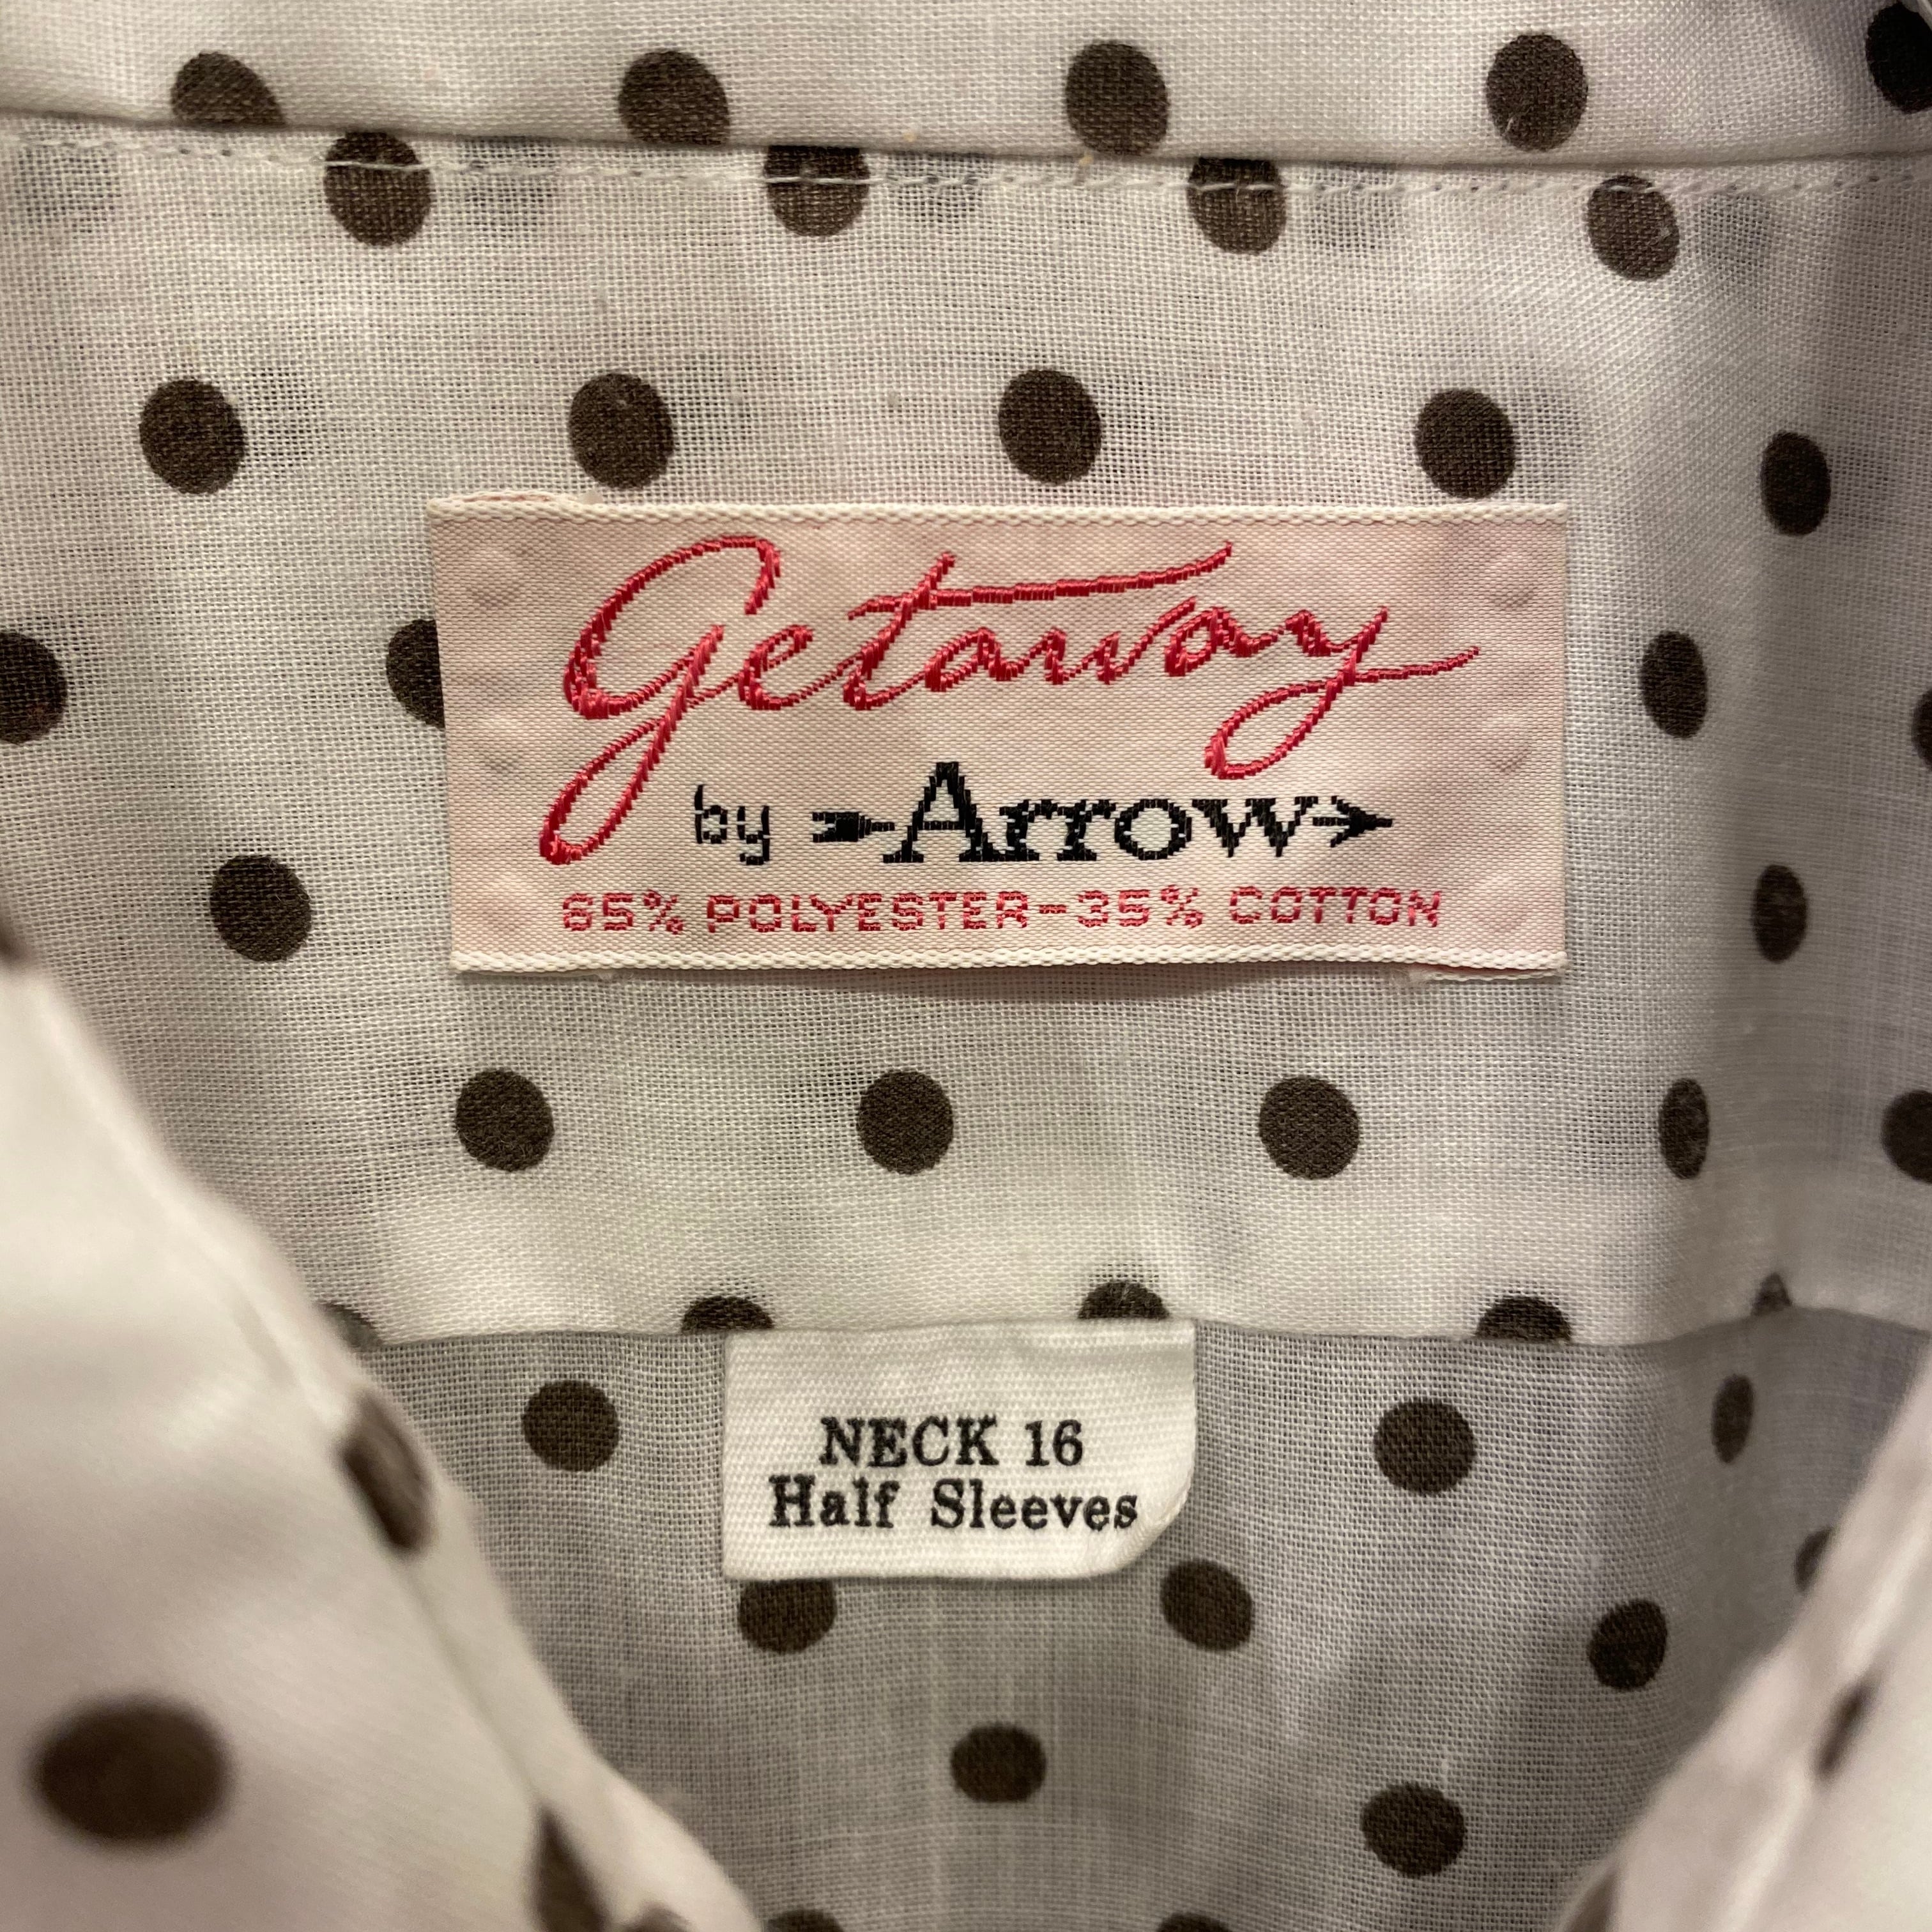 Getaway
by Arrow
65% POLYESTER-35% COTTON
NECK 16
Half Sleeves